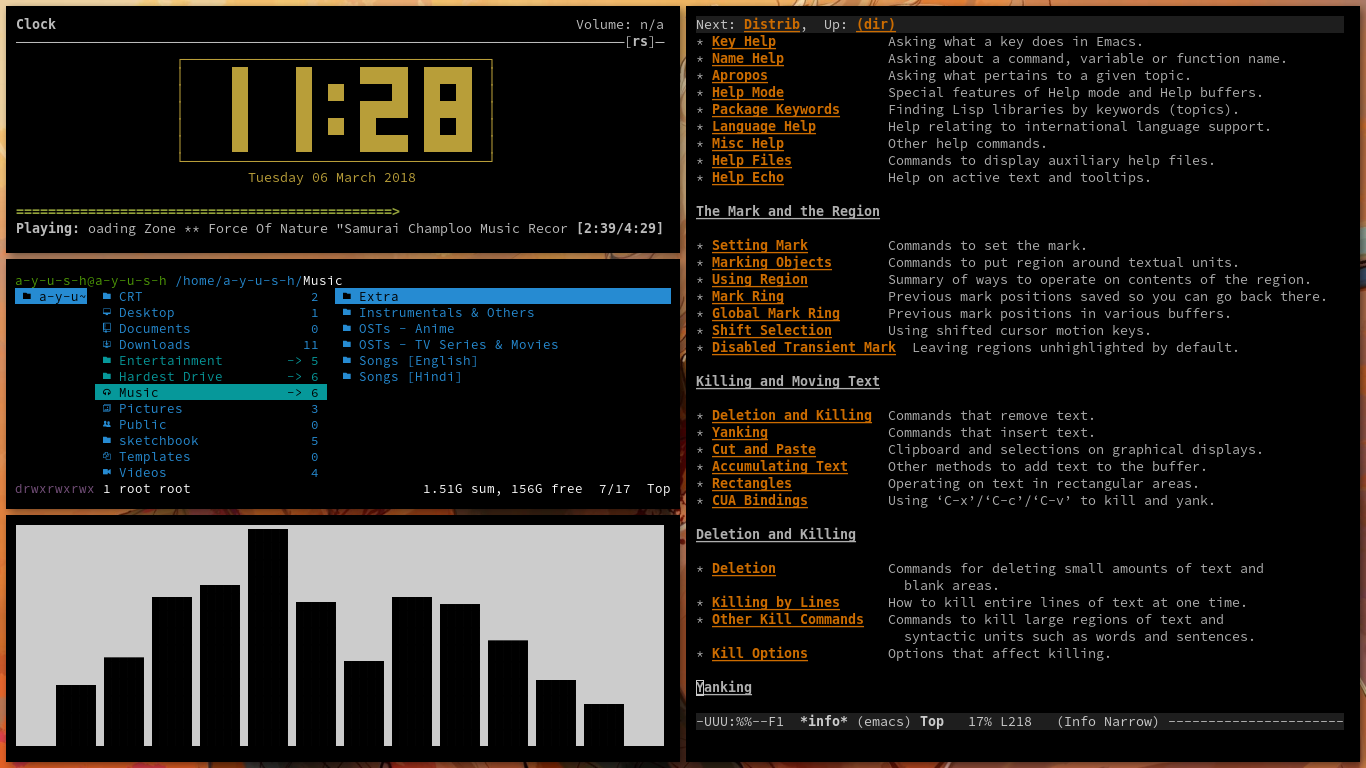 Clock Volume: n/a
[rs]
11:28
Tuesday 06 March 2018
===============================================>
Playing: oading Zone ** Force Of Nature "Samurai Champloo Music Recor [2:39/4:29]
a-y-u-s-h@a-y-u-s-h /home/a-y-u-s-h/Music
a-y-u~ CRT 2 Extra
Desktop 1 Instrumentals & Others
Documents 0 OSTs - Anime
Downloads 11 OSTs - TV Series & Movies
Entertainment -> 5 Songs [English]
Hardest Drive -> 6 Songs [Hindi]
Music -> 6
Pictures 3
Public 0
sketchbook 5
Templates 0
Videos 4
drwxrwxrwx 1 root root 1.51G sum, 156G free 7/17 Top
Next: Distrib, Up: (dir)
* Key Help Asking what a key does in Emacs.
* Name Help Asking about a command, variable or function name.
* Apropos Asking what pertains to a given topic.
* Help Mode Special features of Help mode and Help buffers.
* Package Keywords Finding Lisp libraries by keywords (topics).
* Language Help Help relating to international language support.
* Misc Help Other help commands.
* Help Files Commands to display auxiliary help files.
* Help Echo Help on active text and tooltips.
The Mark and the Region
* Setting Mark Commands to set the mark.
* Marking Objects Commands to put region around textual units.
* Using Region Summary of ways to operate on contents of the region.
* Mark Ring Previous mark positions saved so you can go back there.
* Global Mark Ring Previous mark positions in various buffers.
* Shift Selection Using shifted cursor motion keys.
* Disabled Transient Mark Leaving regions unhighlighted by default.
Killing and Moving Text
* Deletion and Killing Commands that remove text.
* Yanking Commands that insert text.
* Cut and Paste Clipboard and selections on graphical displays.
* Accumulating Text Other methods to add text to the buffer.
* Rectangles Operating on text in rectangular areas.
* CUA Bindings Using ‘C-x’/‘C-c’/‘C-v’ to kill and yank.
Deletion and Killing
* Deletion Commands for deleting small amounts of text and
blank areas.
* Killing by Lines How to kill entire lines of text at one time.
* Other Kill Commands Commands to kill large regions of text and
syntactic units such as words and sentences.
* Kill Options Options that affect killing.
Yanking
-UUU:%%--F1 *info* (emacs) Top 17% L218 (Info Narrow) ----------------------